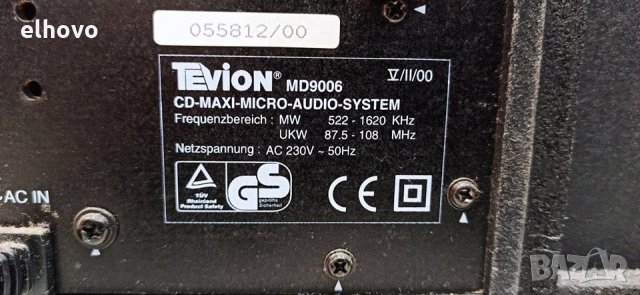 elhovo
055812/00
TEVION® MD9006
V/II/00
CD-MAXI-MICRO-AUDIO-SYSTEM
Frequenzbereich : MW 522 - 1620 KHz
UKW 87.5 - 108 MHz
Netzspannung : AC 230V ~ 50Hz
-AC IN
TÜV
Rheinland
Product Safety
GS
geprüfte
Sicherheit
CE
BAZAR